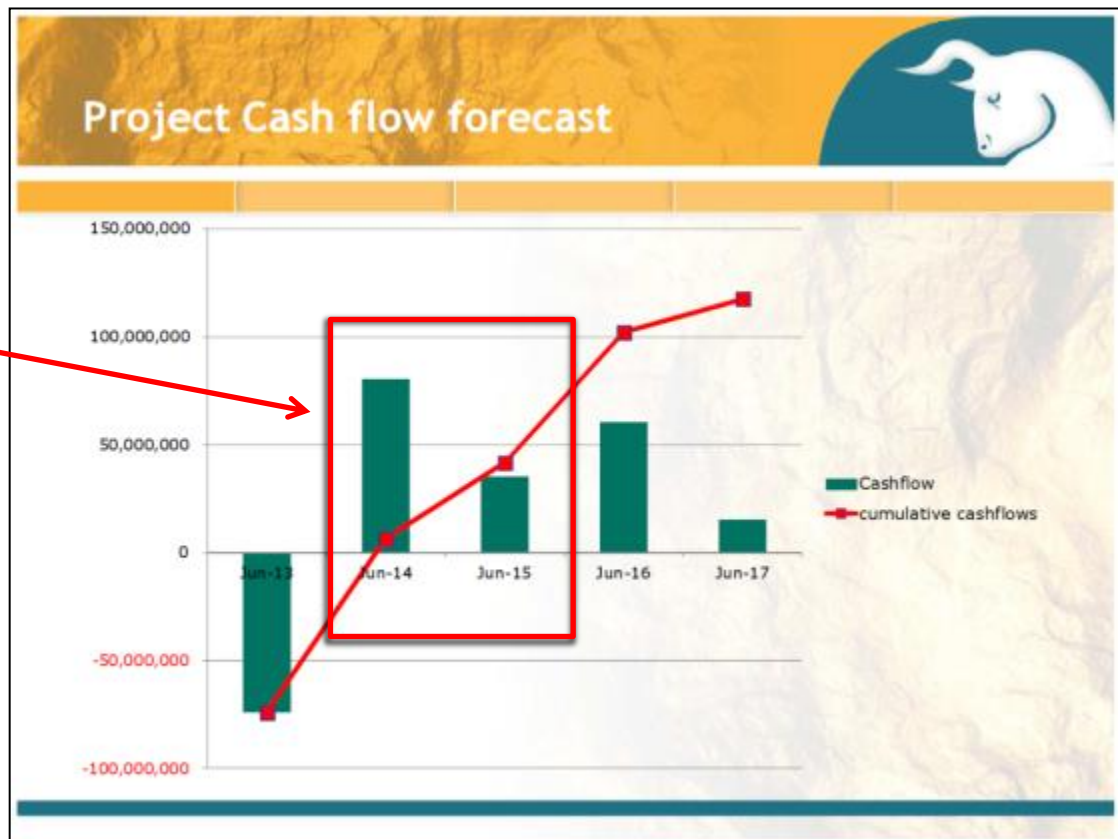 Project Cash flow forecast
150,000,000
100,000,000
50,000,000
0
-50,000,000
-100,000,000
Jun-13 Jun-14 Jun-15 Jun-16 Jun-17
Cashflow
cumulative cashflows